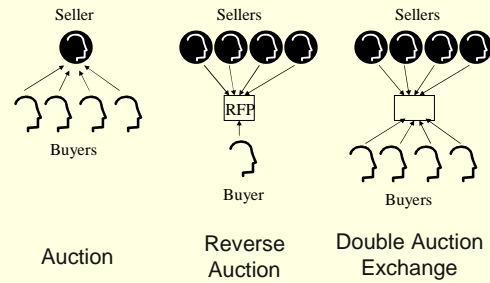 Seller
Buyers
Auction
Sellers
RFP
Buyer
Reverse
Auction
Sellers
Buyers
Double Auction
Exchange